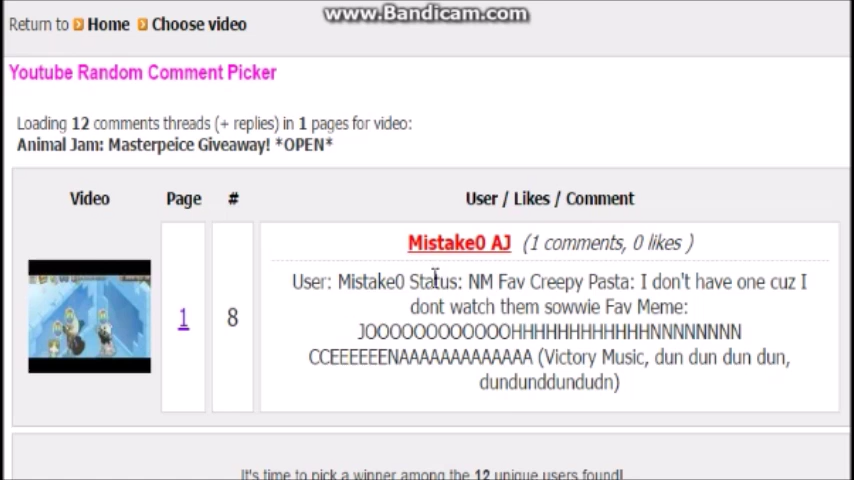 www.Bandicam.com
Return to Home Choose video
Youtube Random Comment Picker
Loading 12 comments threads (+ replies) in 1 pages for video:
Animal Jam: Masterpeice Giveaway! *OPEN*
Video Page # User / Likes / Comment
Mistake0 AJ (1 comments, 0 likes )
User: Mistake0 Status: NM Fav Creepy Pasta: I don't have one cuz I
dont watch them sowwie Fav Meme:
1 8
JOOOOOOOOOOOOHHHHHHHHHHHHHNNNNNNNN
CCEEEEEENAAAAAAAAAAAAA (Victory Music, dun dun dun dun,
dundunddundudn)
It's time to pick a winner among the 12 unique users found!